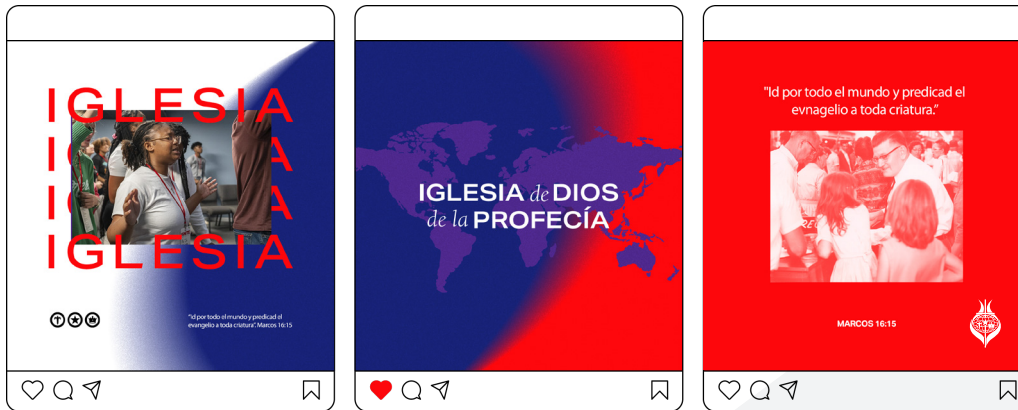 IGLESIA
IGLESIA
IGLESIA
IGLESIA
"Id por todo el mundo y predicad el
evangelio a toda criatura". Marcos 16:15
IGLESIA de DIOS
de la PROFECÍA
"Id por todo el mundo y predicad el
evnagelio a toda criatura."
MARCOS 16:15